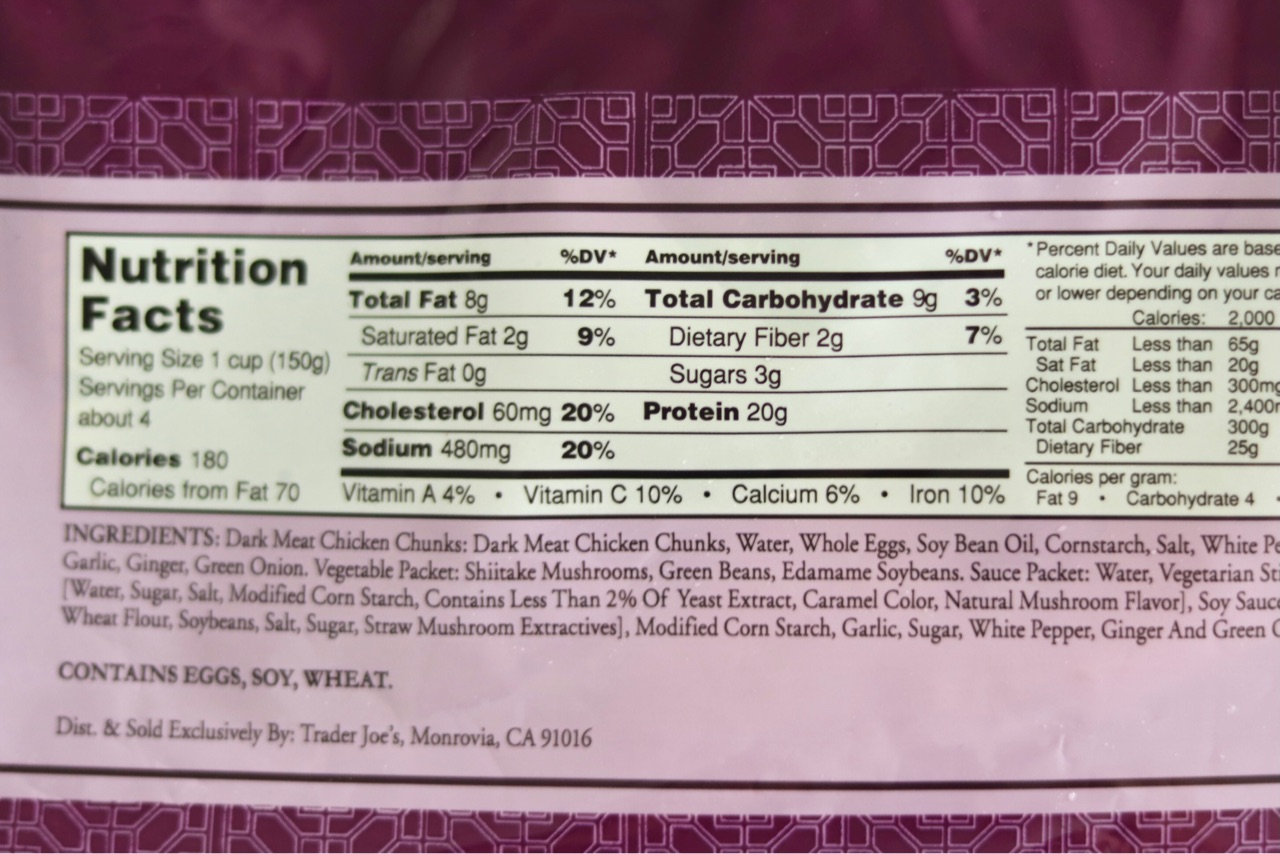 Nutrition
Facts
Serving Size 1 cup (150g)
Servings Per Container
about 4
Calories 180
Calories from Fat 70
Amount/serving %DV* Amount/serving %DV*
Total Fat 8g 12% Total Carbohydrate 9g 3%
Saturated Fat 2g 9% Dietary Fiber 2g 7%
Trans Fat 0g Sugars 3g
Cholesterol 60mg 20% Protein 20g
Sodium 480mg 20%
Vitamin A 4% • Vitamin C 10% • Calcium 6% • Iron 10%
*Percent Daily Values are base
calorie diet. Your daily values
or lower depending on your
Calories: 2,000
Total Fat Less than 65g
Sat Fat Less than 20g
Cholesterol Less than 300mg
Sodium Less than 2,400
Total Carbohydrate 300g
Dietary Fiber 25g
Calories per gram:
Fat 9 • Carbohydrate 4 •
INGREDIENTS: Dark Meat Chicken Chunks: Dark Meat Chicken Chunks, Water, Whole Eggs, Soy Bean Oil, Cornstarch, Salt, White Pe
Garlic, Ginger, Green Onion. Vegetable Packet: Shiitake Mushrooms, Green Beans, Edamame Soybeans. Sauce Packet: Water, Vegetarian
[Water, Sugar, Salt, Modified Corn Starch, Contains Less Than 2% Of Yeast Extract, Caramel Color, Natural Mushroom Flavor], Soy Sauc
Wheat Flour, Soybeans, Salt, Sugar, Straw Mushroom Extractives], Modified Corn Starch, Garlic, Sugar, White Pepper, Ginger And Green
CONTAINS EGGS, SOY, WHEAT.
Dist. & Sold Exclusively By: Trader Joe's, Monrovia, CA 91016